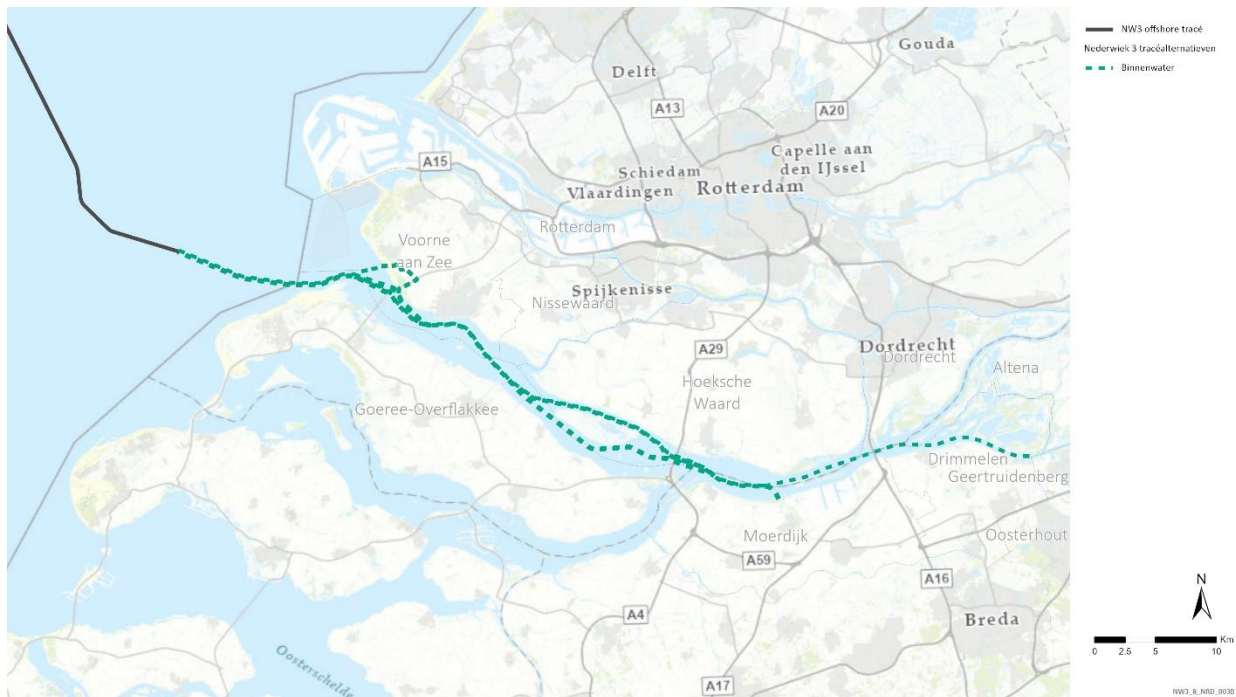 NW3 offshore tracé
Nederwiek 3 tracéalternatieven
Binnenwater
Gouda
Delft
A13
A20
A15
Schiedam
Capelle aan
den IJssel
Vlaardingen
Rotterdam
Rotterdam
Voorne
aan Zee
Spijkenisse
Nissewaard
A29
Dordrecht
Dordrecht
Altena
Hoeksche
Waard
Goeree-Overflakkee
Drimmelen
Geertruidenberg
Moerdijk
Oosterhout
A59
A16
A4
Breda
Oosterschelde
A17
N
0 2.5 5 10 Km
NW3_B_NRD_003D